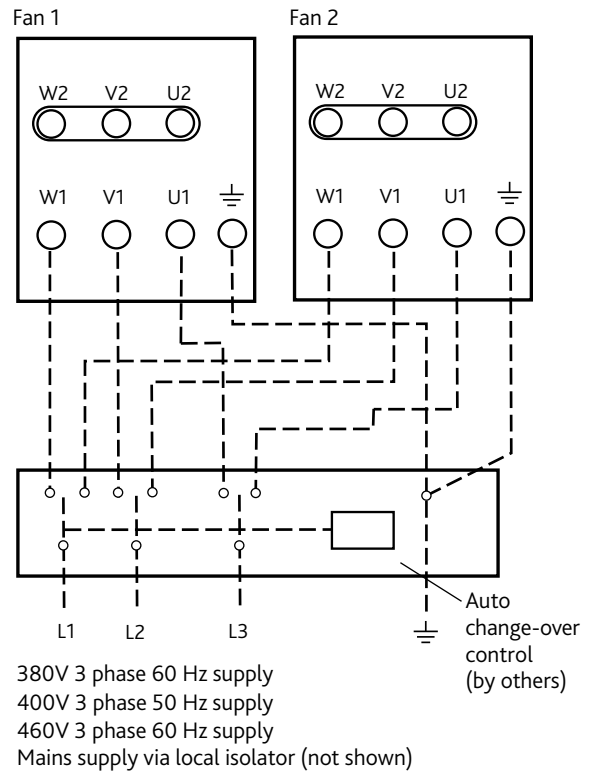 Fan 1
Fan 2
W2 V2 U2
W2 V2 U2
W1 V1 U1
W1 V1 U1
L1 L2 L3
Auto
change-over
control
(by others)
380V 3 phase 60 Hz supply
400V 3 phase 50 Hz supply
460V 3 phase 60 Hz supply
Mains supply via local isolator (not shown)